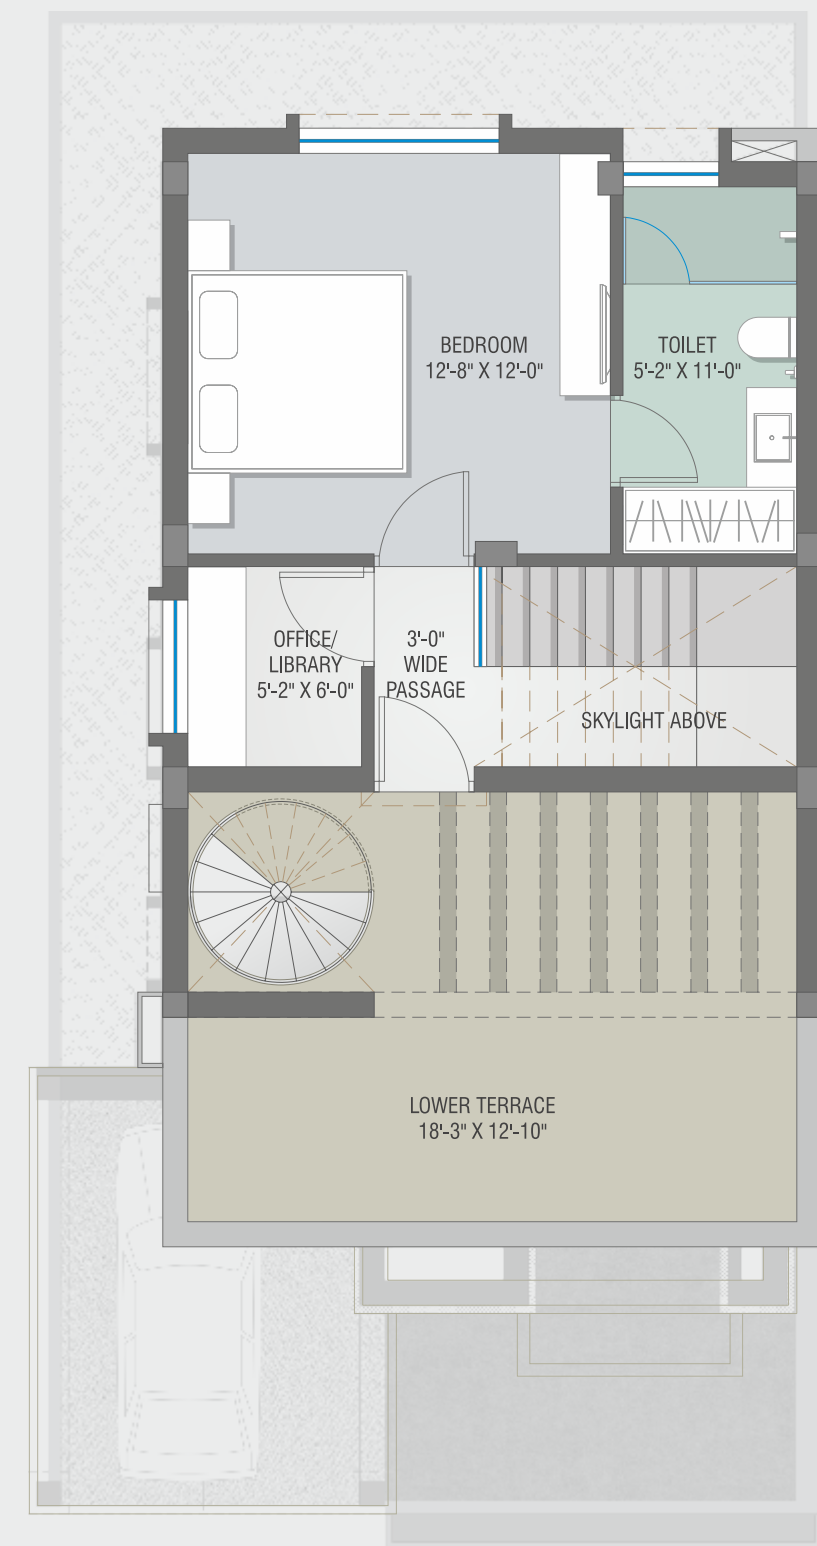 BEDROOM
12'-8" X 12'-0"
TOILET
5'-2" X 11'-0"
OFFICE/
LIBRARY
5'-2" X 6'-0"
3'-0"
WIDE
PASSAGE
SKYLIGHT ABOVE
LOWER TERRACE
18'-3" X 12'-10"